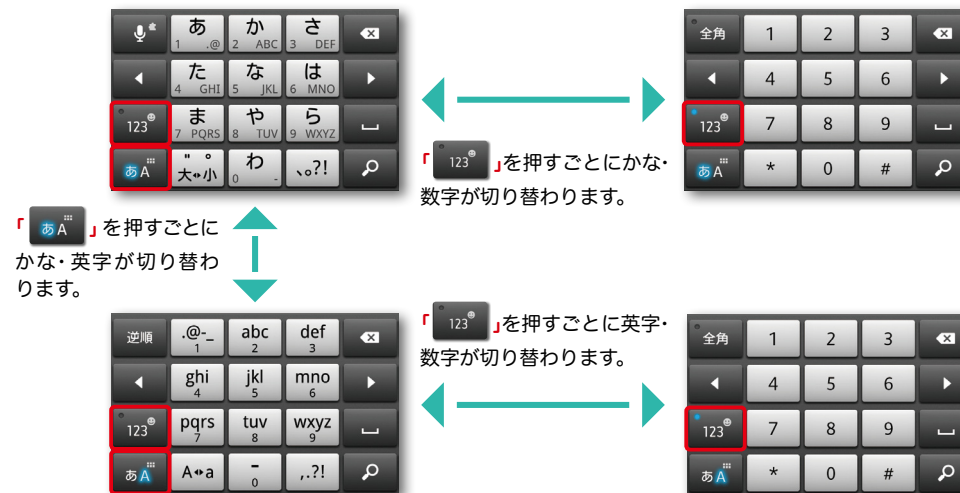 あ か さ
1 .@ 2 ABC 3 DEF
た な は
4 GHI 5 JKL 6 MNO
123 ま や ら
7 PQRS 8 TUV 9 WXYZ
あA 大⇔小 わ 、。?!
0 -
全角 1 2 3
4 5 6
123 7 8 9
あA * 0 #
「123」を押すごとにかな・
数字が切り替わります。
「あA」を押すごとに
かな・英字が切り替わ
ります。
逆順 .@-_ abc def
1 2 3
ghi jkl mno
4 5 6
123 pqrs tuv wxyz
7 8 9
あA A⇔a - ,.?!
0
「123」を押すごとに英字・
数字が切り替わります。
全角 1 2 3
4 5 6
123 7 8 9
あA * 0 #